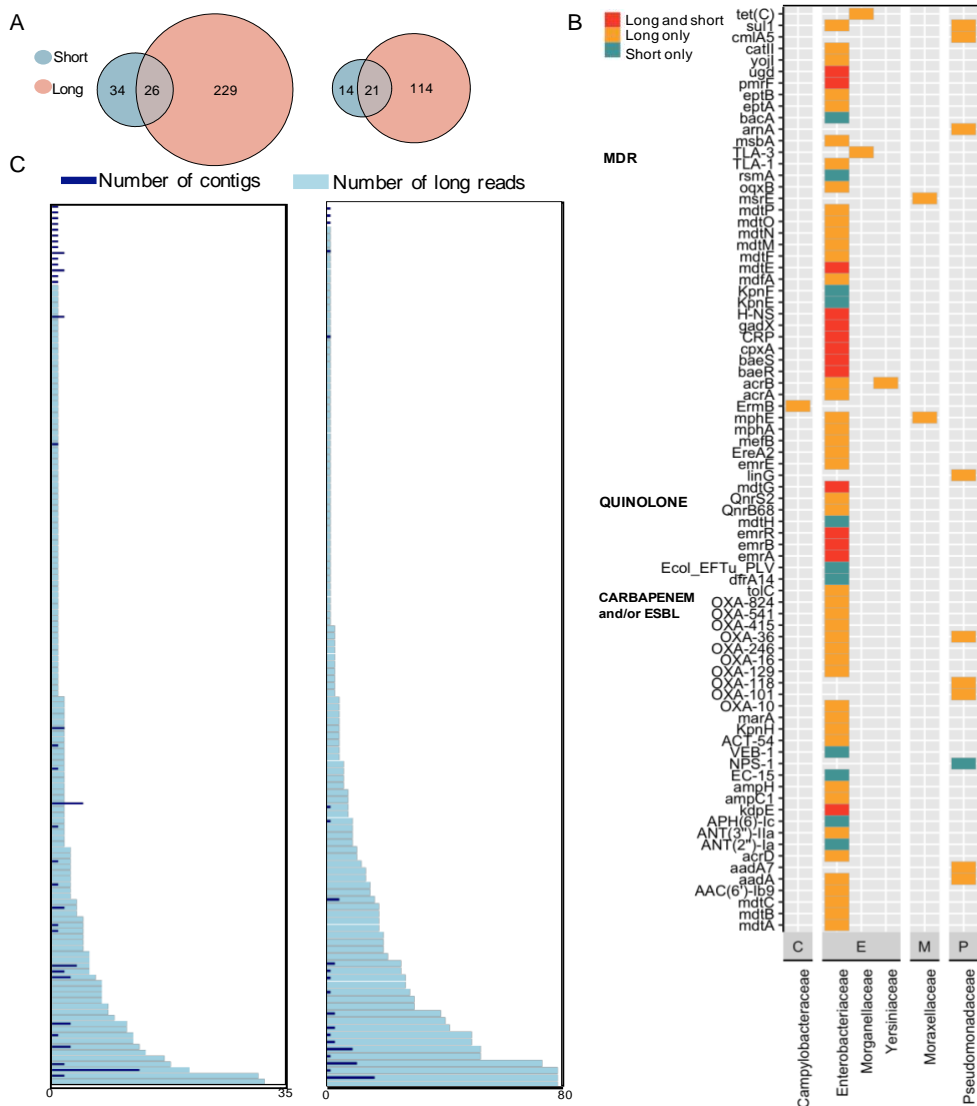 A
Short
Long
34
26
229
14
21
114
C
Number of contigs
Number of long reads
0
35
0
80
B
Long and short
Long only
Short only
MDR
QUINOLONE
CARBAPENEM
and/or ESBL
tet(C)
sul1
cmlA5
catII
yojI
ugd
pmrF
eptB
eptA
bacA
arnA
msbA
TLA-3
TLA-1
rsmA
oqxB
msrE
mdtP
mdtO
mdtN
mdtM
mdtF
mdtE
mdfA
KpnF
KpnE
H-NS
gadX
CRP
cpxA
baeS
baeR
acrB
acrA
ErmB
mphE
mphA
mefB
EreA2
emrE
linG
mdtG
QnrS2
QnrB68
mdtH
emrR
emrB
emrA
Ecol_EFTu_PLV
dfrA14
tolC
OXA-824
OXA-541
OXA-415
OXA-36
OXA-246
OXA-16
OXA-129
OXA-118
OXA-101
OXA-10
marA
KpnH
ACT-54
VEB-1
NPS-1
EC-15
ampH
ampC1
kdpE
APH(6)-Ic
ANT(3")-IIa
ANT(2")-Ia
acrD
aadA7
aadA
AAC(6')-Ib9
mdtC
mdtB
mdtA
C
E
M
P
Campylobacteraceae
Enterobacteriaceae
Morganellaceae
Yersiniaceae
Moraxellaceae
Pseudomonadaceae